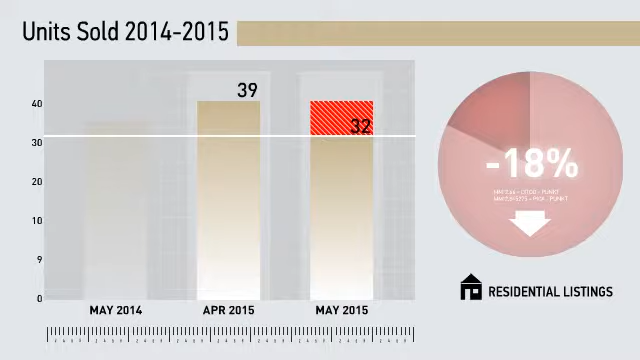 Units Sold 2014-2015
39
32
40
30
20
10
9
0
MAY 2014
APR 2015
MAY 2015
-18%
RESIDENTIAL LISTINGS